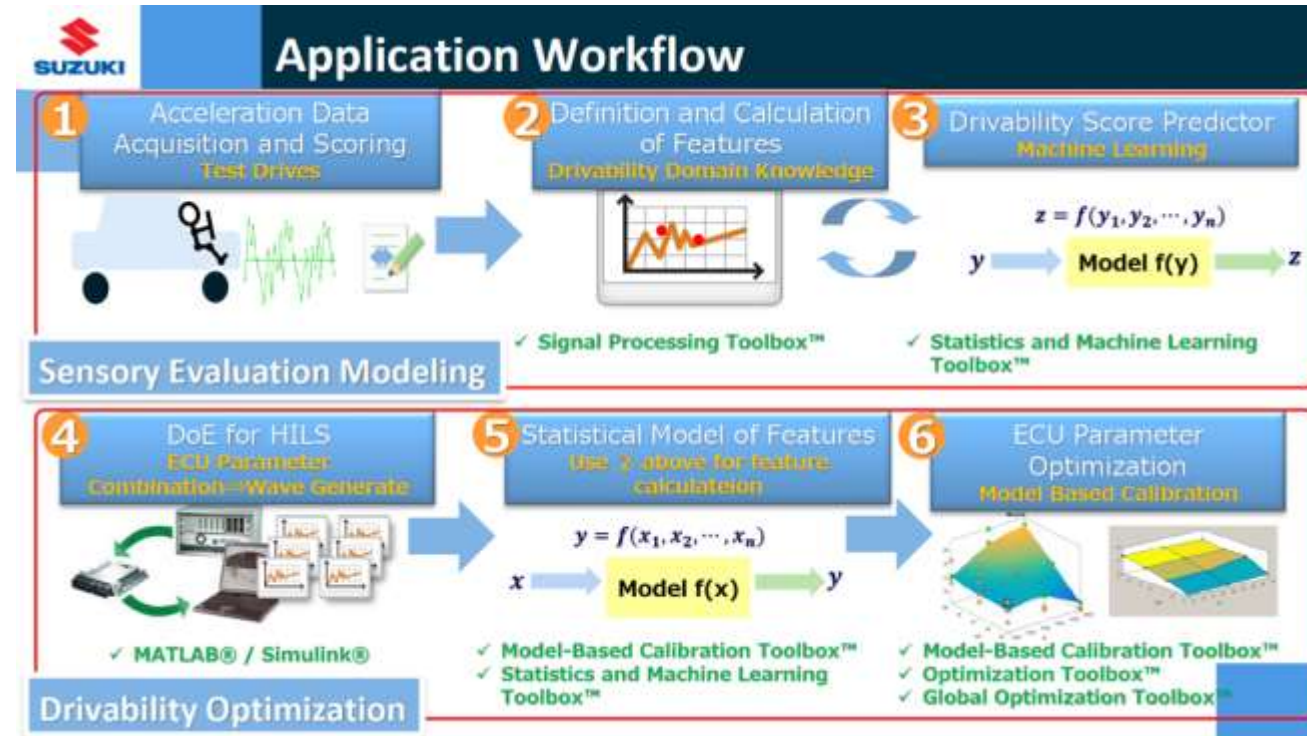 SUZUKI
Application Workflow
1
Acceleration Data
Acquisition and Scoring
Test Drives
2
Definition and Calculation
of Features
Drivability Domain Knowledge
3
Drivability Score Predictor
Machine Learning
z = f(y₁, y₂, ⋯, yₙ)
y
Model f(y)
z
✓ Signal Processing Toolbox™
✓ Statistics and Machine Learning
Toolbox™
Sensory Evaluation Modeling
4
DoE for HILS
ECU Parameter
Combination⇒Wave Generate
5
Statistical Model of Features
Use 2 above for feature
calculateion
6
ECU Parameter
Optimization
Model Based Calibration
y = f(x₁, x₂, ⋯, xₙ)
x
Model f(x)
y
✓ MATLAB® / Simulink®
✓ Model-Based Calibration Toolbox™
✓ Statistics and Machine Learning
Toolbox™
✓ Model-Based Calibration Toolbox™
✓ Optimization Toolbox™
✓ Global Optimization Toolbox™
Drivability Optimization